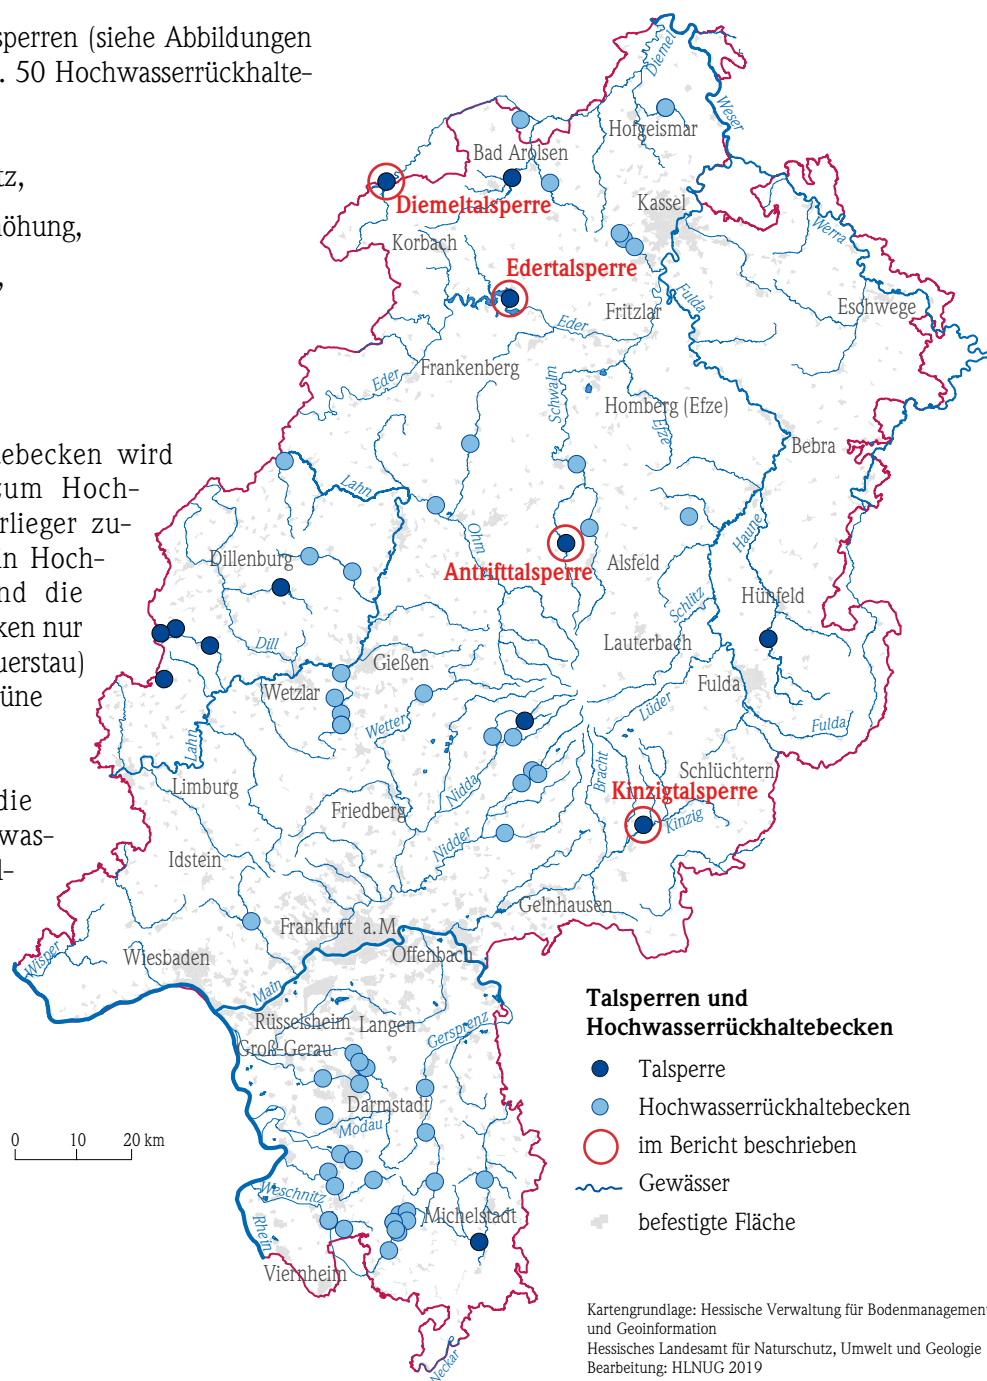 sperren (siehe Abbildungen
. 50 Hochwasserrückhalte-
tz,
höhung,
,
ebecken wird
zum Hoch-
rlieger zu-
in Hoch-
nd die
ken nur
uerstau)
üne
die
was-
l-
Diemel
Weser
Hofgeismar
Bad Arolsen
Diemeltalsperre
Kassel
Werra
Korbach
Edertalsperre
Fulda
Eschwege
Fritzlar
Eder
Frankenberg
Eder
Schwalm
Homberg (Efze)
Efze
Bebra
Lahn
Ohm
Haune
Dillenburg
Antrifttalsperre
Alsfeld
Hünfeld
Schlitz
Dill
Lauterbach
Gießen
Wetzlar
Fulda
Lüder
Wetter
Fulda
Lahn
Bracht
Schlüchtern
Limburg
Nidda
Kinzigtalsperre
Friedberg
Kinzig
Nidder
Idstein
Gelnhausen
Frankfurt a.M.
Offenbach
Wisper
Wiesbaden
Main
Rüsselsheim
Langen
Gersprenz
Groß-Gerau
Darmstadt
Modau
Weschnitz
Michelstadt
Rhein
Viernheim
Neckar
0 10 20 km
Talsperren und
Hochwasserrückhaltebecken
Talsperre
Hochwasserrückhaltebecken
im Bericht beschrieben
Gewässer
befestigte Fläche
Kartengrundlage: Hessische Verwaltung für Bodenmanagemen
und Geoinformation
Hessisches Landesamt für Naturschutz, Umwelt und Geologie
Bearbeitung: HLNUG 2019